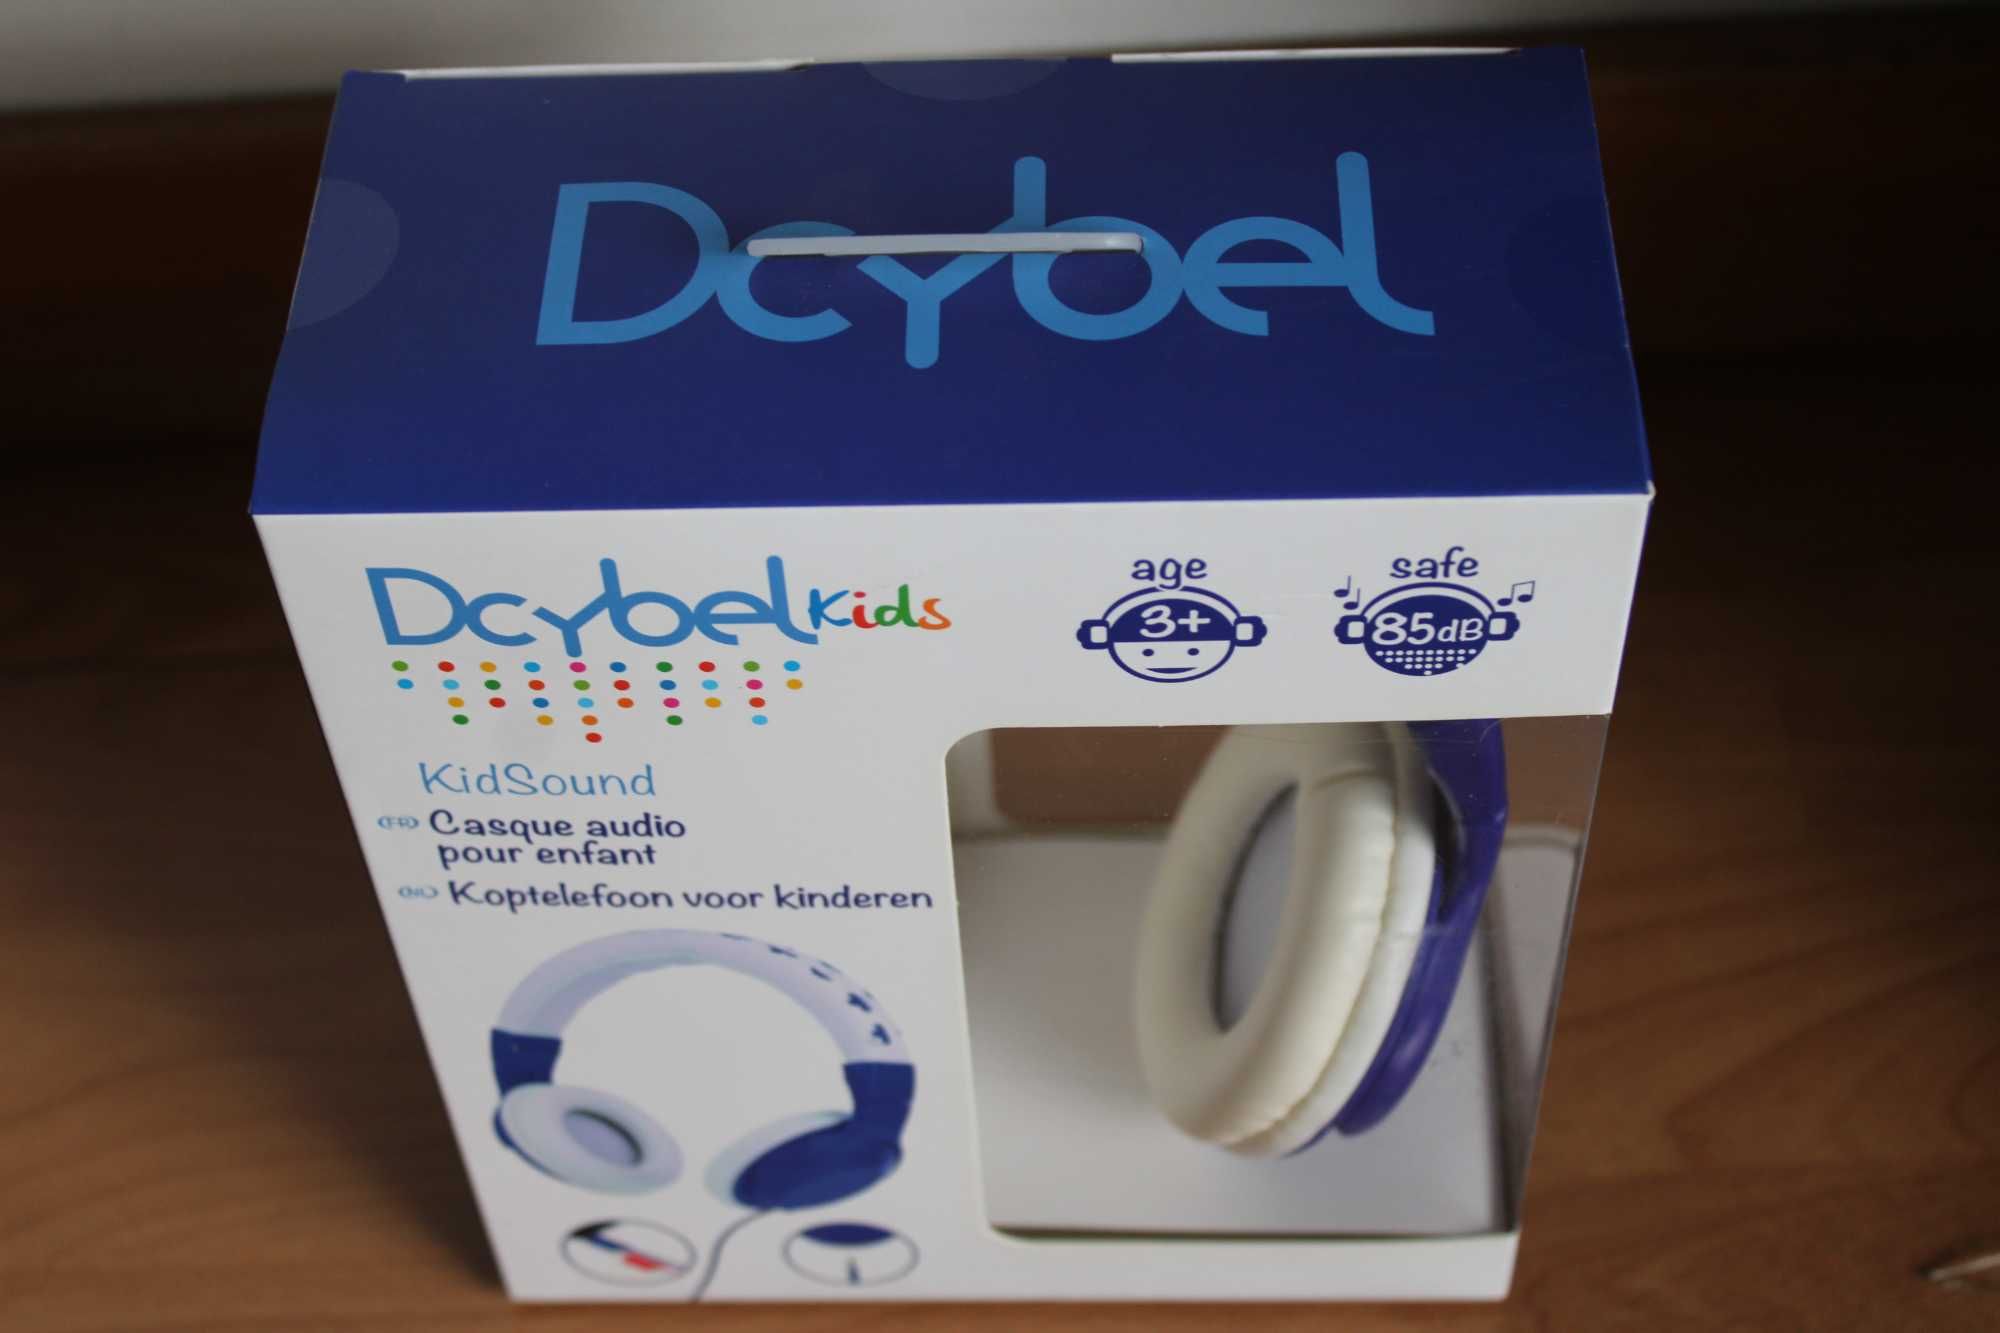 Dcybel
Dcybel Kids
age
3+
safe
85dB
KidSound
(FR) Casque audio
pour enfant
(NL) Koptelefoon voor kinderen